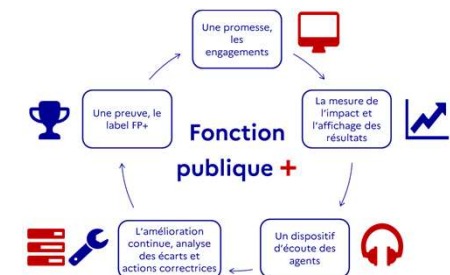 Une promesse,
les
engagements
La mesure de
l'impact et
l'affichage des
résultats
Un dispositif
d'écoute des
agents
L'amélioration
continue, analyse
des écarts et
actions correctrices
Une preuve, le
label FP+
Fonction
publique +